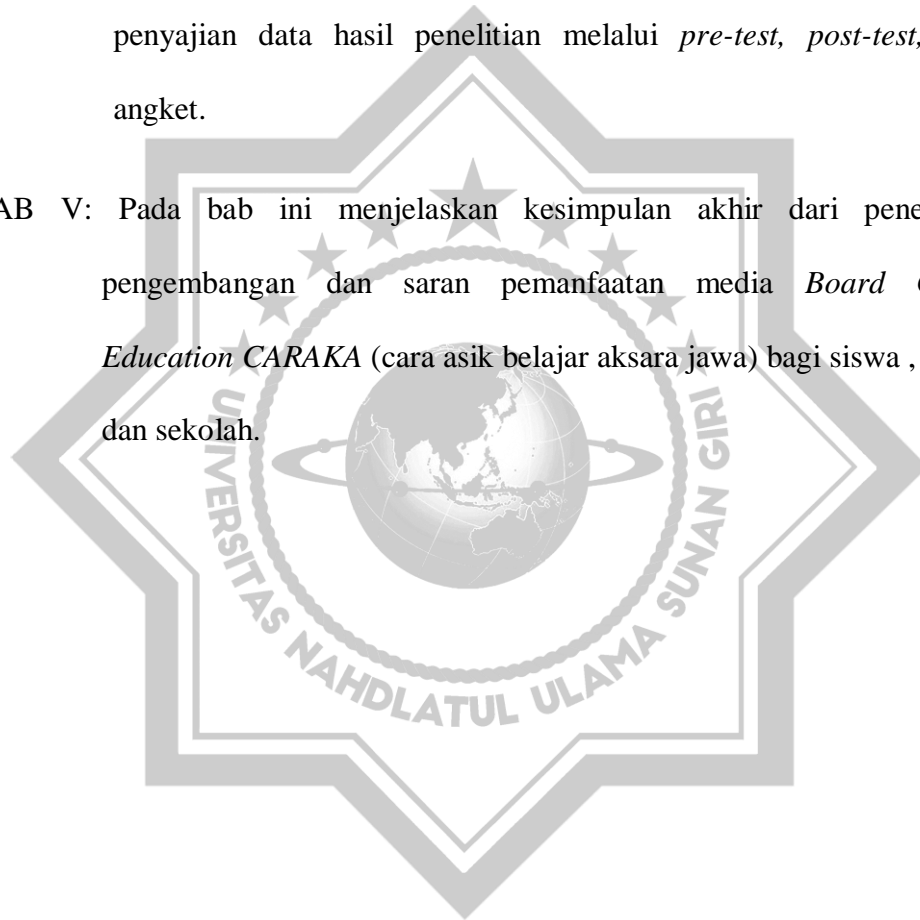 penyajian data hasil penelitian melalui pre-test, post-test,
angket.
AB V: Pada bab ini menjelaskan kesimpulan akhir dari pene
pengembangan dan saran pemanfaatan media Board
Education CARAKA (cara asik belajar aksara jawa) bagi siswa ,
dan sekolah.
UNIVERSITAS NAHDLATUL ULAMA SUNAN GIRI